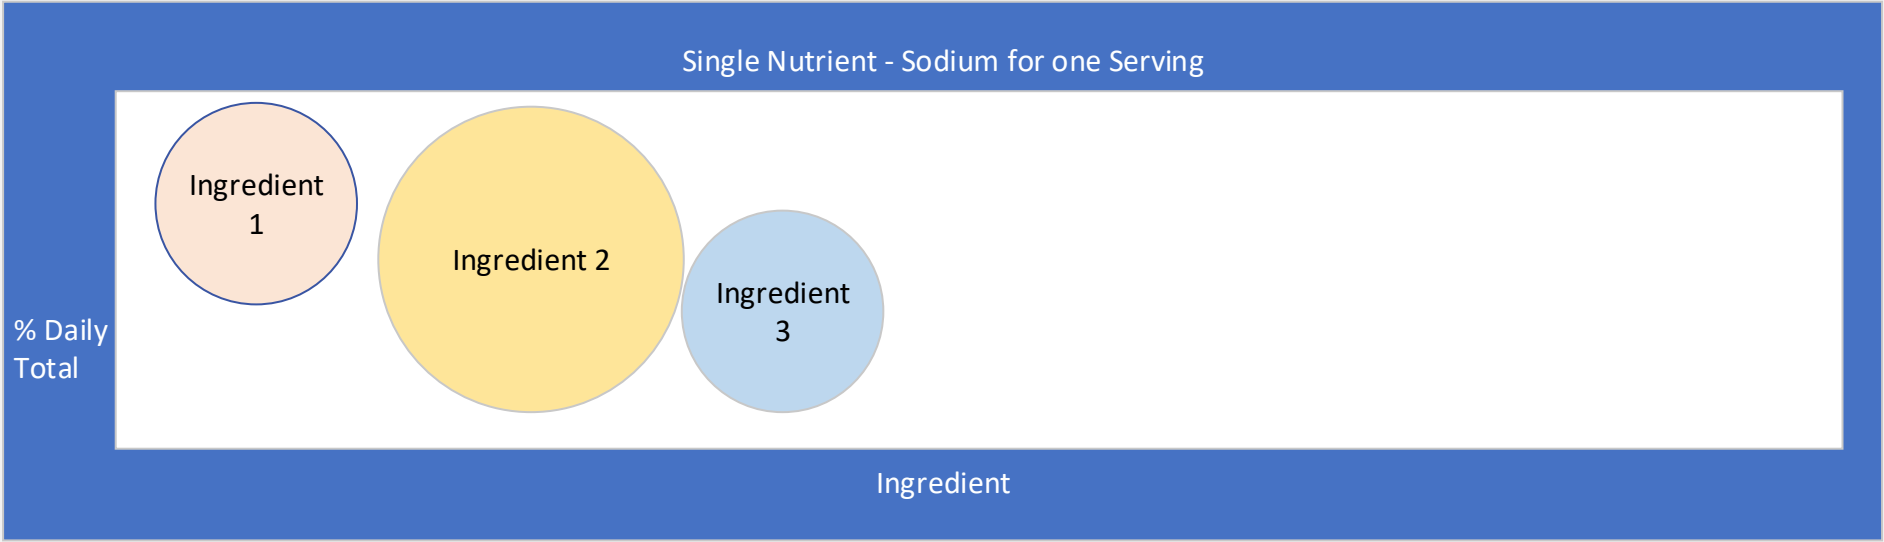 Single Nutrient - Sodium for one Serving
Ingredient
1
Ingredient 2
Ingredient
3
% Daily
Total
Ingredient